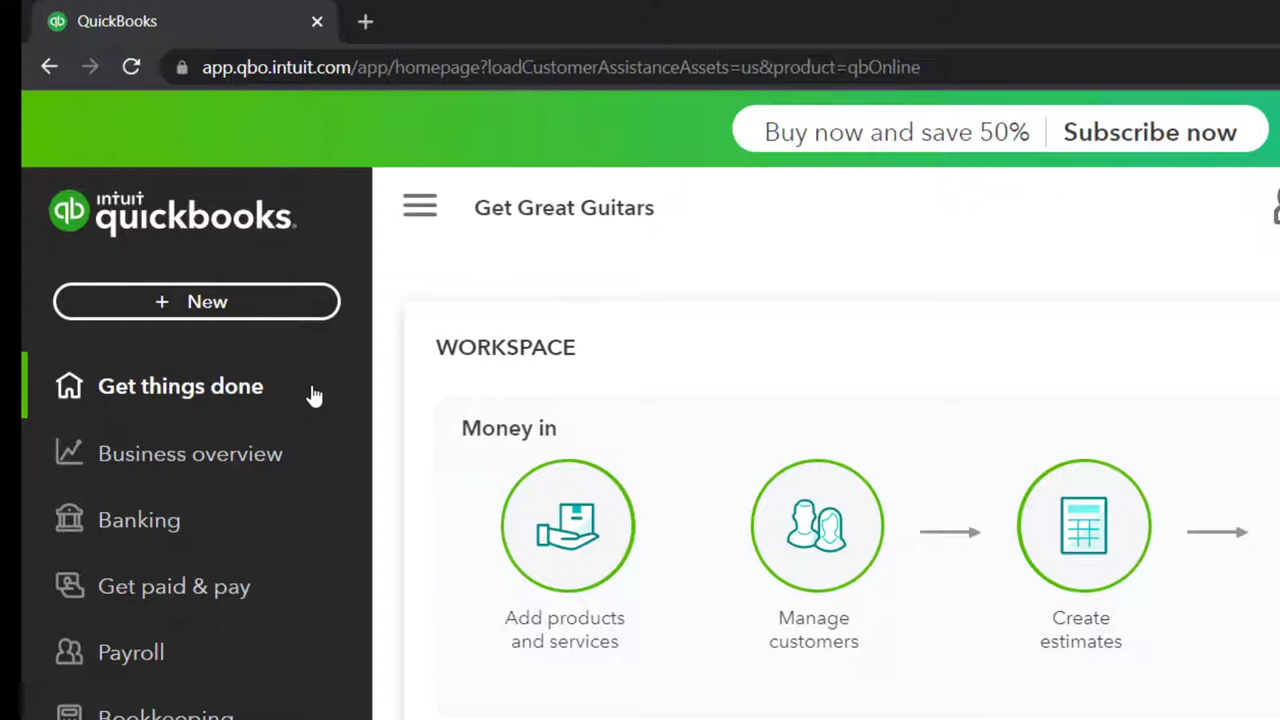 QuickBooks
app.qbo.intuit.com/app/homepage?loadCustomerAssistanceAssets=us&product=qbOnline
Buy now and save 50% Subscribe now
qb intuit quickbooks.
Get Great Guitars
+ New
WORKSPACE
Get things done
Business overview
Banking
Get paid & pay
Payroll
Bookkeeping
Money in
Add products
and services
Manage
customers
Create
estimates